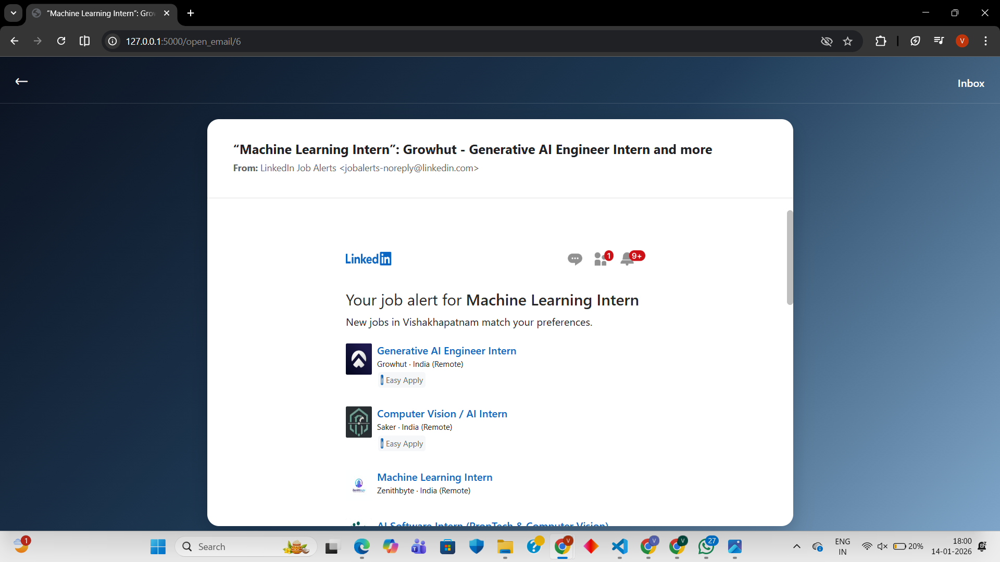 “Machine Learning Intern”: Grow
127.0.0.1:5000/open_email/6
V
Inbox
“Machine Learning Intern”: Growhut - Generative AI Engineer Intern and more
From: LinkedIn Job Alerts <jobalerts-noreply@linkedin.com>
Linked in
1
9+
Your job alert for Machine Learning Intern
New jobs in Vishakhapatnam match your preferences.
Generative AI Engineer Intern
Growhut · India (Remote)
Easy Apply
Computer Vision / AI Intern
Saker · India (Remote)
Easy Apply
Zenithbyte
Machine Learning Intern
Zenithbyte · India (Remote)
AI Software Intern (PropTech & Computer Vision)
1
Search
V
V
V
27
ENG
IN
20%
18:00
14-01-2026